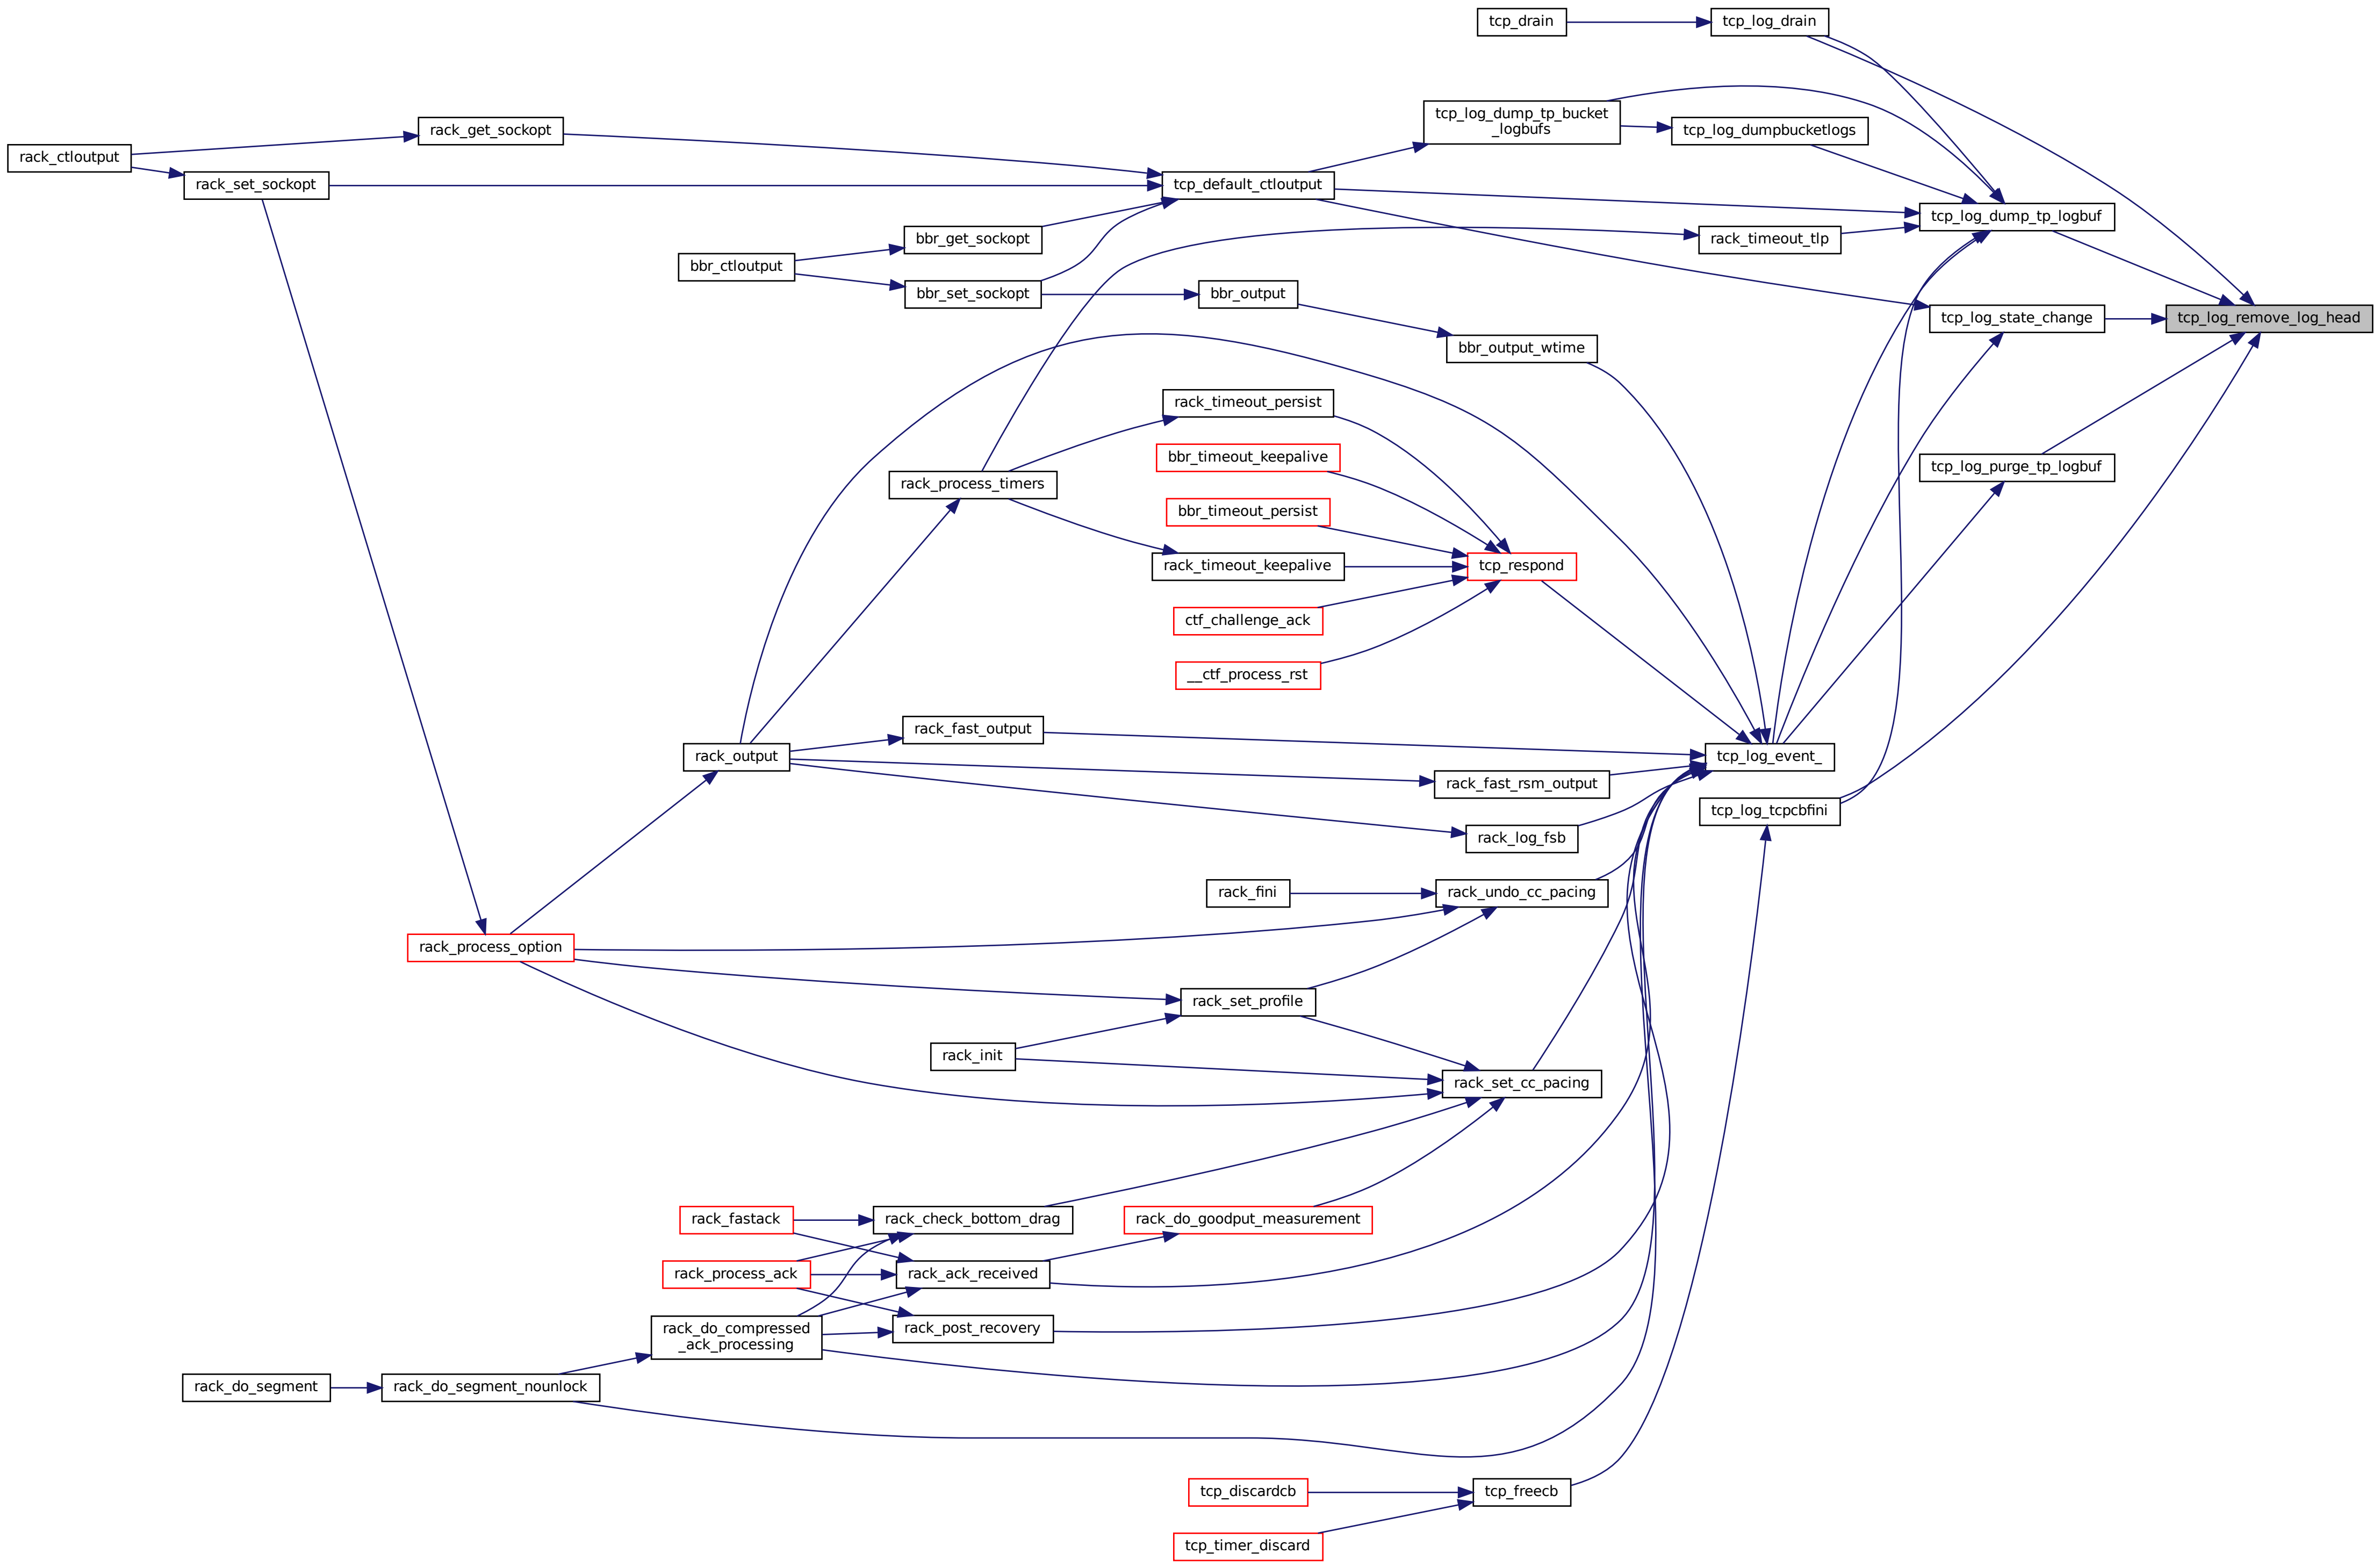 tcp_drain
tcp_log_drain
tcp_log_dump_tp_bucket
_logbufs
tcp_log_dumpbucketlogs
rack_get_sockopt
rack_ctloutput
rack_set_sockopt
tcp_default_ctloutput
tcp_log_dump_tp_logbuf
bbr_get_sockopt
rack_timeout_tlp
bbr_ctloutput
bbr_set_sockopt
bbr_output
tcp_log_state_change
tcp_log_remove_log_head
bbr_output_wtime
rack_timeout_persist
bbr_timeout_keepalive
tcp_log_purge_tp_logbuf
rack_process_timers
bbr_timeout_persist
rack_timeout_keepalive
tcp_respond
ctf_challenge_ack
__ctf_process_rst
rack_fast_output
rack_output
tcp_log_event_
rack_fast_rsm_output
tcp_log_tcpcbfini
rack_log_fsb
rack_fini
rack_undo_cc_pacing
rack_process_option
rack_set_profile
rack_init
rack_set_cc_pacing
rack_fastack
rack_check_bottom_drag
rack_do_goodput_measurement
rack_process_ack
rack_ack_received
rack_do_compressed
_ack_processing
rack_post_recovery
rack_do_segment
rack_do_segment_nounlock
tcp_discardcb
tcp_freecb
tcp_timer_discard